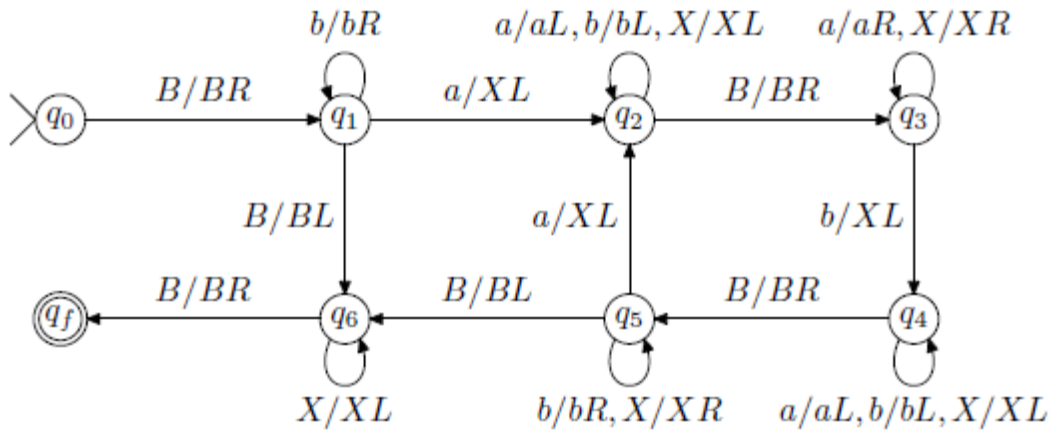 b/bR
a/aL, b/bL, X/XL
a/aR, X/XR
B/BR
a/XL
B/BR
q0
q1
q2
q3
B/BL
a/XL
b/XL
B/BR
B/BL
B/BR
qf
q6
q5
q4
X/XL
b/bR, X/XR
a/aL, b/bL, X/XL